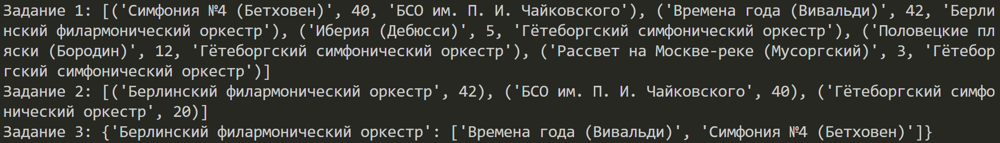 Задание 1: [('Симфония №4 (Бетховен)', 40, 'БСО им. П. И. Чайковского'), ('Времена года (Вивальди)', 42, 'Берли
нский филармонический оркестр'), ('Иберия (Дебюсси)', 5, 'Гётеборгский симфонический оркестр'), ('Половецкие пл
яски (Бородин)', 12, 'Гётеборгский симфонический оркестр'), ('Рассвет на Москве-реке (Мусоргский)', 3, 'Гётебор
гский симфонический оркестр')]
Задание 2: [('Берлинский филармонический оркестр', 42), ('БСО им. П. И. Чайковского', 40), ('Гётеборгский симфо
нический оркестр', 20)]
Задание 3: {'Берлинский филармонический оркестр': ['Времена года (Вивальди)', 'Симфония №4 (Бетховен)']}